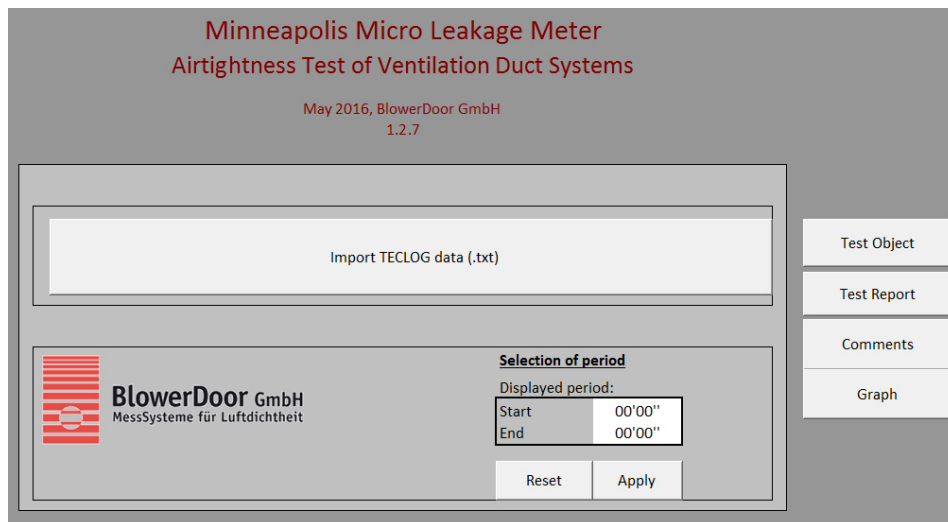 Minneapolis Micro Leakage Meter
Airtightness Test of Ventilation Duct Systems
May 2016, BlowerDoor GmbH
1.2.7
Import TECLOG data (.txt)
Test Object
Test Report
Comments
Graph
BlowerDoor GmbH
MessSysteme für Luftdichtheit
Selection of period
Displayed period:
Start 00'00''
End 00'00''
Reset Apply